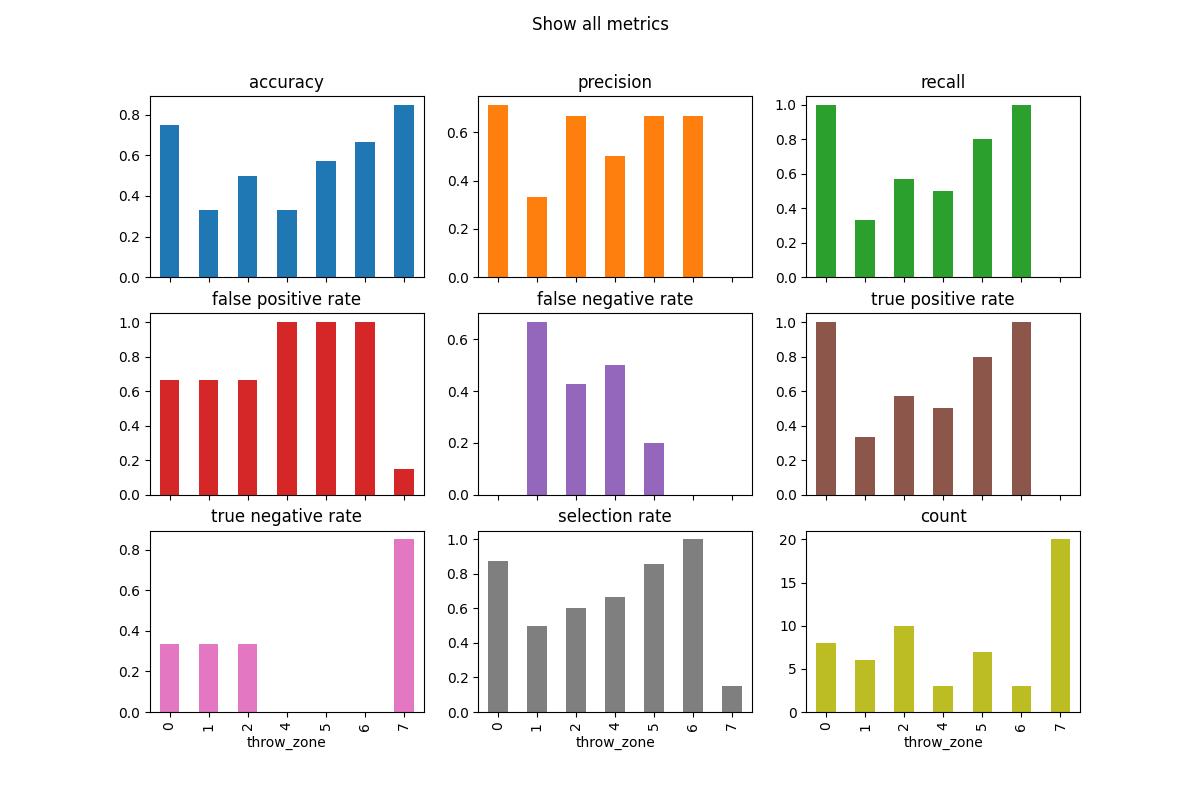 Show all metrics
accuracy
0.8
0.6
0.4
0.2
0.0
precision
0.6
0.4
0.2
0.0
recall
1.0
0.8
0.6
0.4
0.2
0.0
false positive rate
1.0
0.8
0.6
0.4
0.2
0.0
false negative rate
0.6
0.4
0.2
0.0
true positive rate
1.0
0.8
0.6
0.4
0.2
0.0
true negative rate
0.8
0.6
0.4
0.2
0.0
0 1 2 4 5 6 7
throw_zone
selection rate
1.0
0.8
0.6
0.4
0.2
0.0
0 1 2 4 5 6 7
throw_zone
count
20
15
10
5
0
0 1 2 4 5 6 7
throw_zone